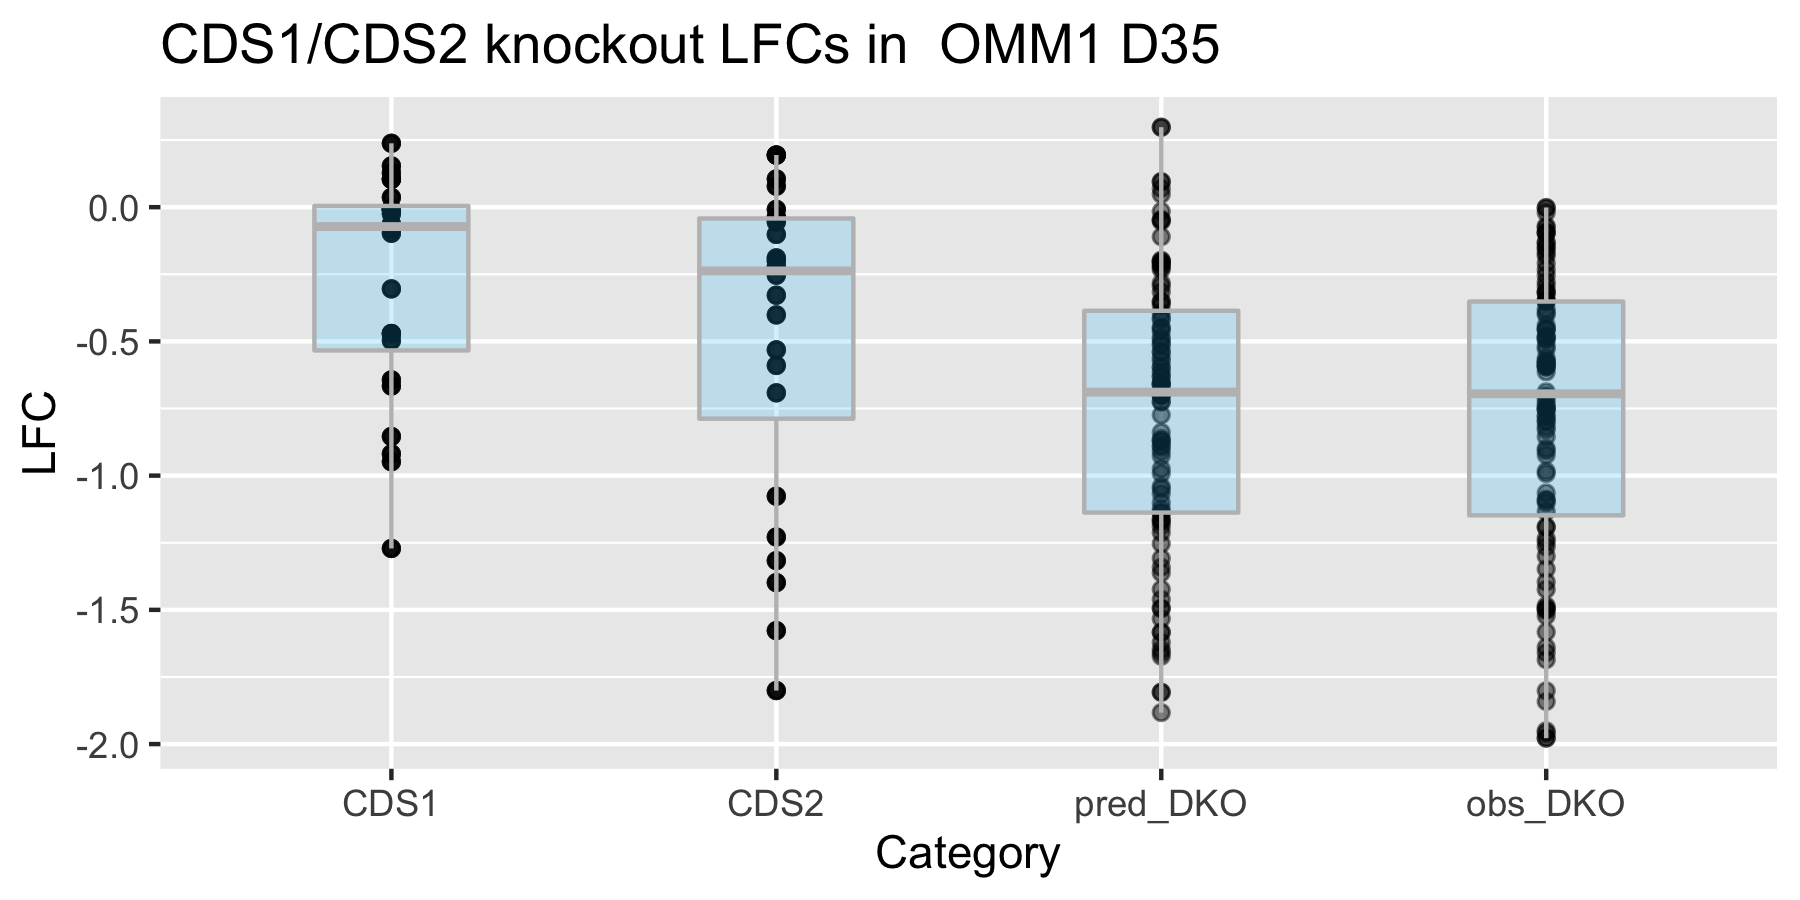 CDS1/CDS2 knockout LFCs in  OMM1 D35
LFC
0.0
-0.5
-1.0
-1.5
-2.0
CDS1 CDS2 pred_DKO obs_DKO
Category